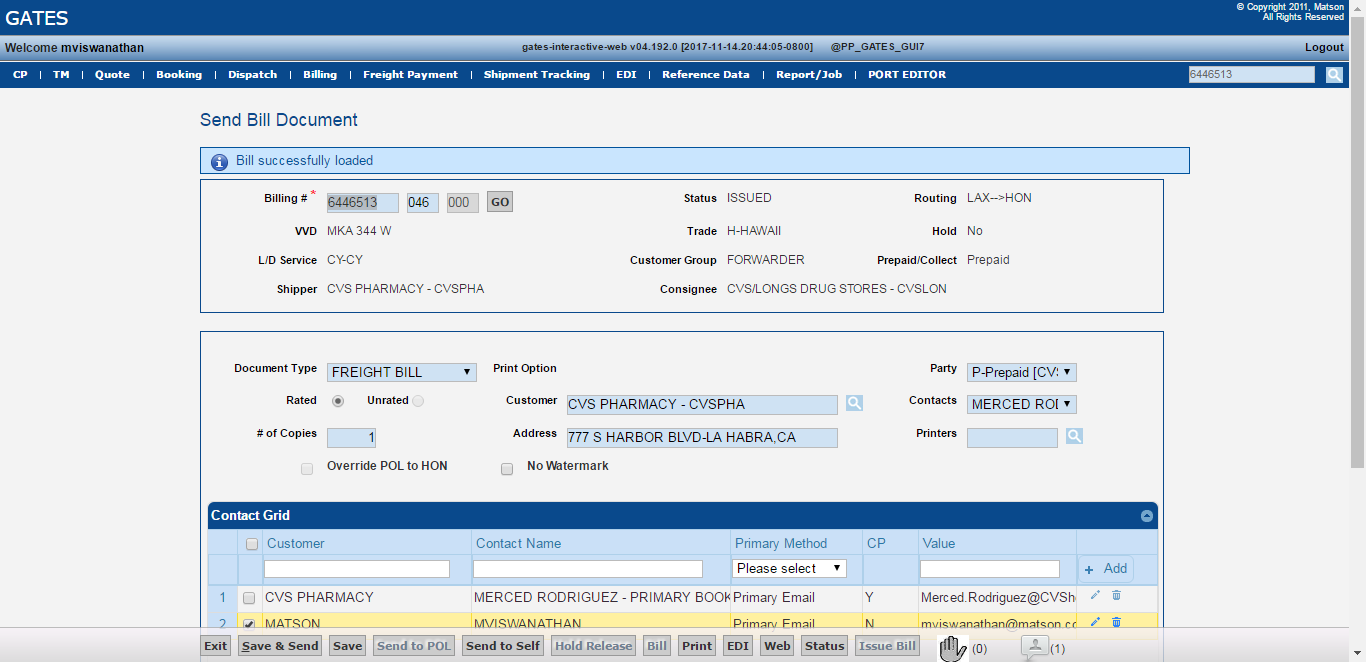 GATES
© Copyright 2011, Matson
All Rights Reserved
Welcome mviswanathan gates-interactive-web v04.192.0 [2017-11-14.20:44:05-0800] @PP_GATES_GUI7 Logout
CP | TM | Quote | Booking | Dispatch | Billing | Freight Payment | Shipment Tracking | EDI | Reference Data | Report/Job | PORT EDITOR 6446513
Send Bill Document
Bill successfully loaded
Billing # * 6446513 046 000 GO Status ISSUED Routing LAX-->HON
VVD MKA 344 W Trade H-HAWAII Hold No
L/D Service CY-CY Customer Group FORWARDER Prepaid/Collect Prepaid
Shipper CVS PHARMACY - CVSPHA Consignee CVS/LONGS DRUG STORES - CVSLON
Document Type FREIGHT BILL Print Option Party P-Prepaid [CV
Rated Unrated Customer CVS PHARMACY - CVSPHA Contacts MERCED
# of Copies 1 Address 777 S HARBOR BLVD-LA HABRA,CA Printers
Override POL to HON No Watermark
Contact Grid
Customer Contact Name Primary Method CP Value
Please select + Add
1 CVS PHARMACY MERCED RODRIGUEZ - PRIMARY BOOK Primary Email Y Merced.Rodriguez@CVSh
2 MATSON MVISWANATHAN Primary Email N mviswanathan@matson.cc
Exit Save & Send Save Send to POL Send to Self Hold Release Bill Print EDI Web Status Issue Bill (0) (1)